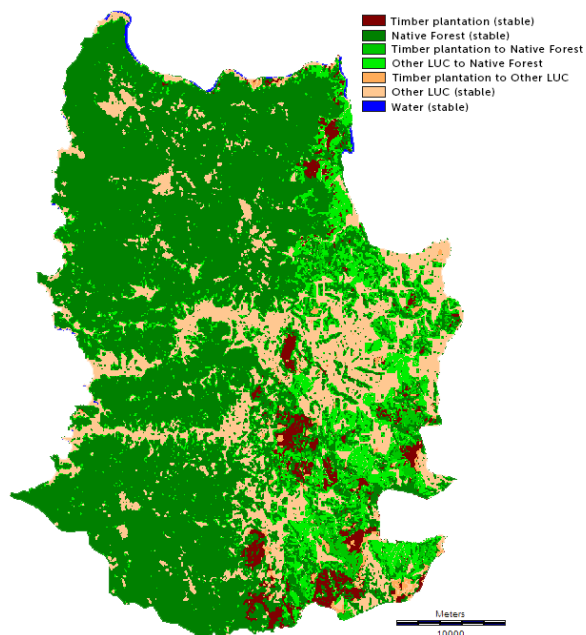 Timber plantation (stable)
Native Forest (stable)
Timber plantation to Native Forest
Other LUC to Native Forest
Timber plantation to Other LUC
Other LUC (stable)
Water (stable)
Meters
10000